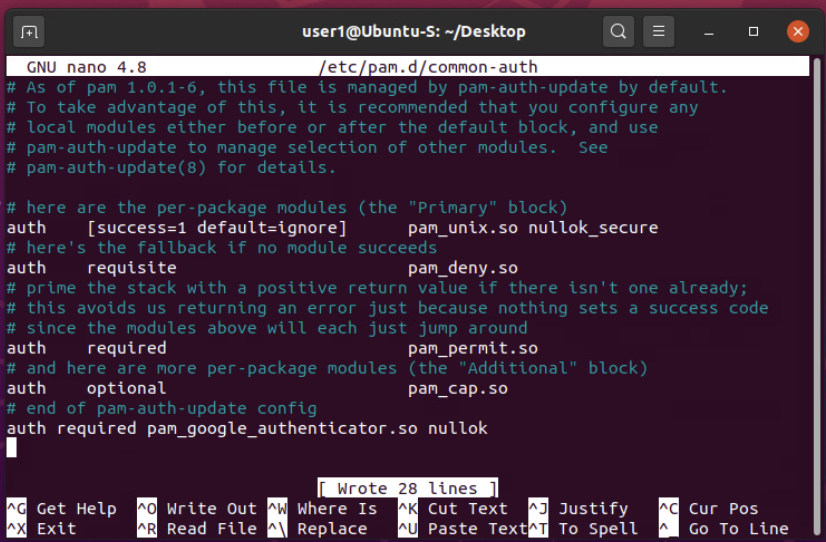 user1@Ubuntu-S: ~/Desktop
GNU nano 4.8 /etc/pam.d/common-auth
# As of pam 1.0.1-6, this file is managed by pam-auth-update by default.
# To take advantage of this, it is recommended that you configure any
# local modules either before or after the default block, and use
# pam-auth-update to manage selection of other modules.  See
# pam-auth-update(8) for details.

# here are the per-package modules (the "Primary" block)
auth    [success=1 default=ignore]      pam_unix.so nullok_secure
# here's the fallback if no module succeeds
auth    requisite                       pam_deny.so
# prime the stack with a positive return value if there isn't one already;
# this avoids us returning an error just because nothing sets a success code
# since the modules above will each just jump around
auth    required                        pam_permit.so
# and here are more per-package modules (the "Additional" block)
auth    optional                        pam_cap.so
# end of pam-auth-update config
auth required pam_google_authenticator.so nullok
[ Wrote 28 lines ]
^G Get Help  ^O Write Out ^W Where Is  ^K Cut Text  ^J Justify   ^C Cur Pos
^X Exit      ^R Read File ^\ Replace   ^U Paste Text^T To Spell  ^_ Go To Line